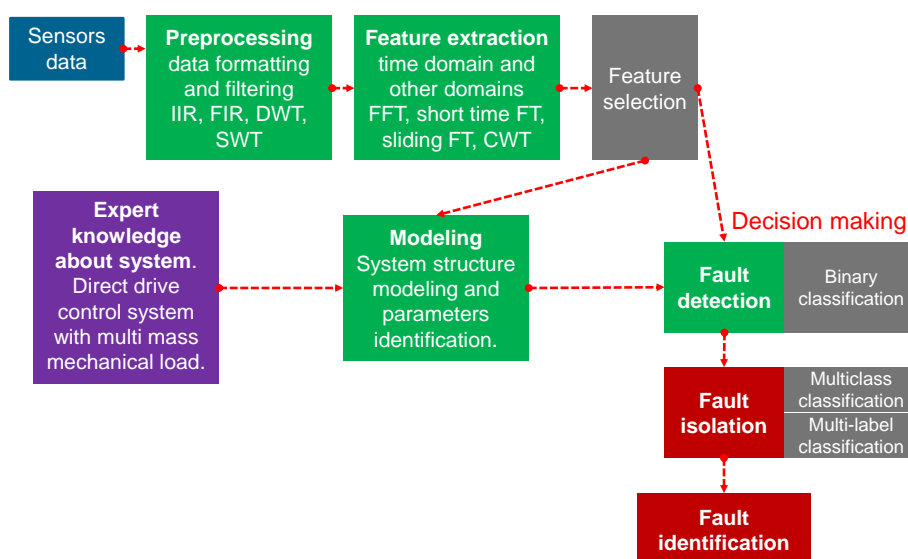 Sensors
data
Preprocessing
data formatting
and filtering
IIR, FIR, DWT,
SWT
Feature extraction
time domain and
other domains
FFT, short time FT,
sliding FT, CWT
Feature
selection
Expert
knowledge
about system.
Direct drive
control system
with multi mass
mechanical load.
Modeling
System structure
modeling and
parameters
identification.
Decision making
Fault
detection
Binary
classification
Fault
isolation
Multiclass
classification
Multi-label
classification
Fault
identification